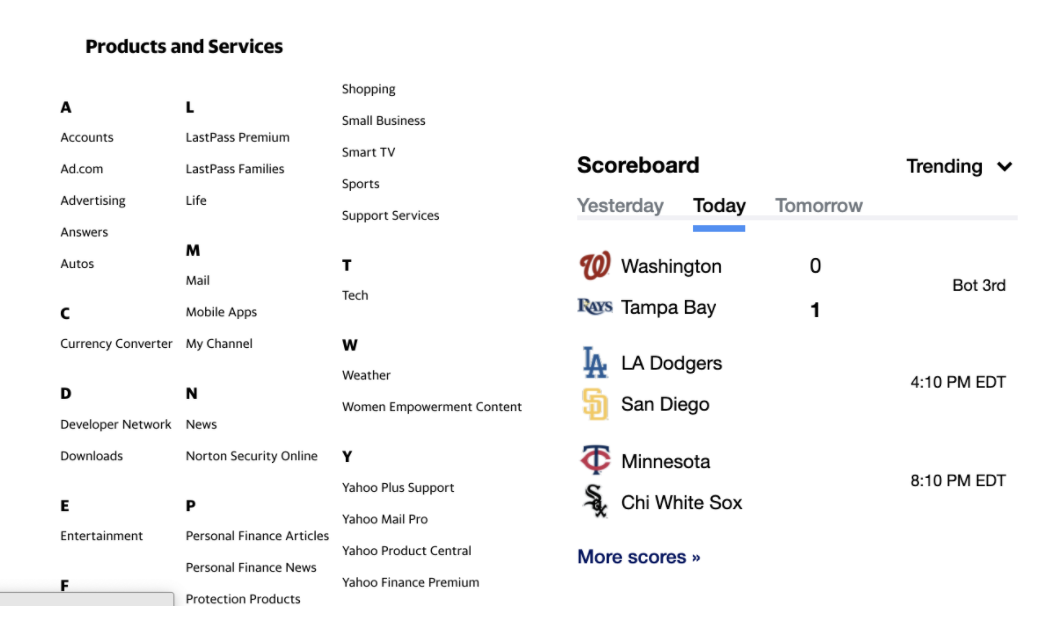 Products and Services
A
Accounts
Ad.com
Advertising
Answers
Autos
C
Currency Converter
D
Developer Network
Downloads
E
Entertainment
F
L
LastPass Premium
LastPass Families
Life
M
Mail
Mobile Apps
My Channel
N
News
Norton Security Online
P
Personal Finance Articles
Personal Finance News
Protection Products
Shopping
Small Business
Smart TV
Sports
Support Services
T
Tech
W
Weather
Women Empowerment Content
Y
Yahoo Plus Support
Yahoo Mail Pro
Yahoo Product Central
Yahoo Finance Premium
Scoreboard Trending
Yesterday Today Tomorrow
W Washington 0
Bot 3rd
RAYS Tampa Bay 1
LA LA Dodgers
4:10 PM EDT
SD San Diego
TC Minnesota
8:10 PM EDT
Sox Chi White Sox
More scores »